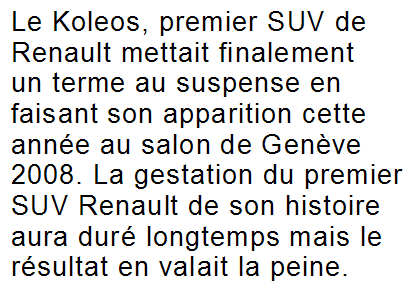 Le Koleos, premier SUV de
Renault mettait finalement
un terme au suspense en
faisant son apparition cette
année au salon de Genève
2008. La gestation du premier
SUV Renault de son histoire
aura duré longtemps mais le
résultat en valait la peine.